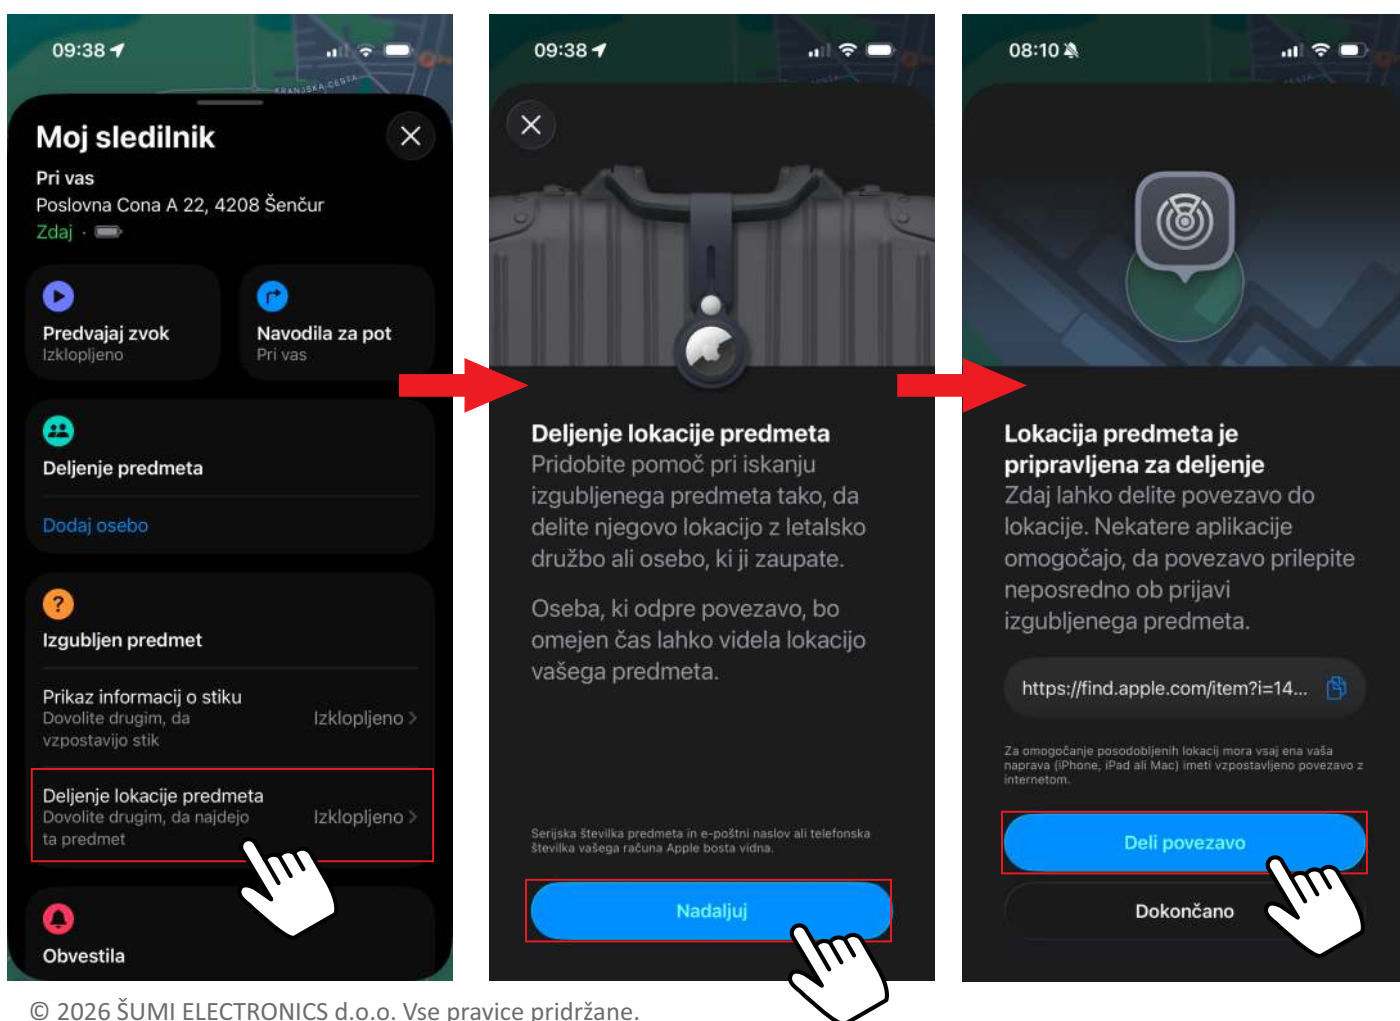 09:38
KRANJSKA CESTA
Moj sledilnik
Pri vas
Poslovna Cona A 22, 4208 Šenčur
Zdaj ·
Predvajaj zvok
Izklopljeno
Navodila za pot
Pri vas
Deljenje predmeta
Dodaj osebo
?
Izgubljen predmet
Prikaz informacij o stiku
Dovolite drugim, da
vzpostavijo stik
Izklopljeno >
Deljenje lokacije predmeta
Dovolite drugim, da najdejo
ta predmet
Izklopljeno >
Obvestila
09:38
Deljenje lokacije predmeta
Pridobite pomoč pri iskanju
izgubljenega predmeta tako, da
delite njegovo lokacijo z letalsko
družbo ali osebo, ki ji zaupate.
Oseba, ki odpre povezavo, bo
omejen čas lahko videla lokacijo
vašega predmeta.
Serijska številka predmeta in e-poštni naslov ali telefonska
številka vašega računa Apple bosta vidna.
Nadaljuj
08:10
Lokacija predmeta je
pripravljena za deljenje
Zdaj lahko delite povezavo do
lokacije. Nekatere aplikacije
omogočajo, da povezavo prilepite
neposredno ob prijavi
izgubljenega predmeta.
https://find.apple.com/item?i=14...
Za omogočanje posodobljenih lokacij mora vsaj ena vaša
naprava (iPhone, iPad ali Mac) imeti vzpostavljeno povezavo z
internetom.
Deli povezavo
Dokončano
© 2026 ŠUMI ELECTRONICS d.o.o. Vse pravice pridržane.